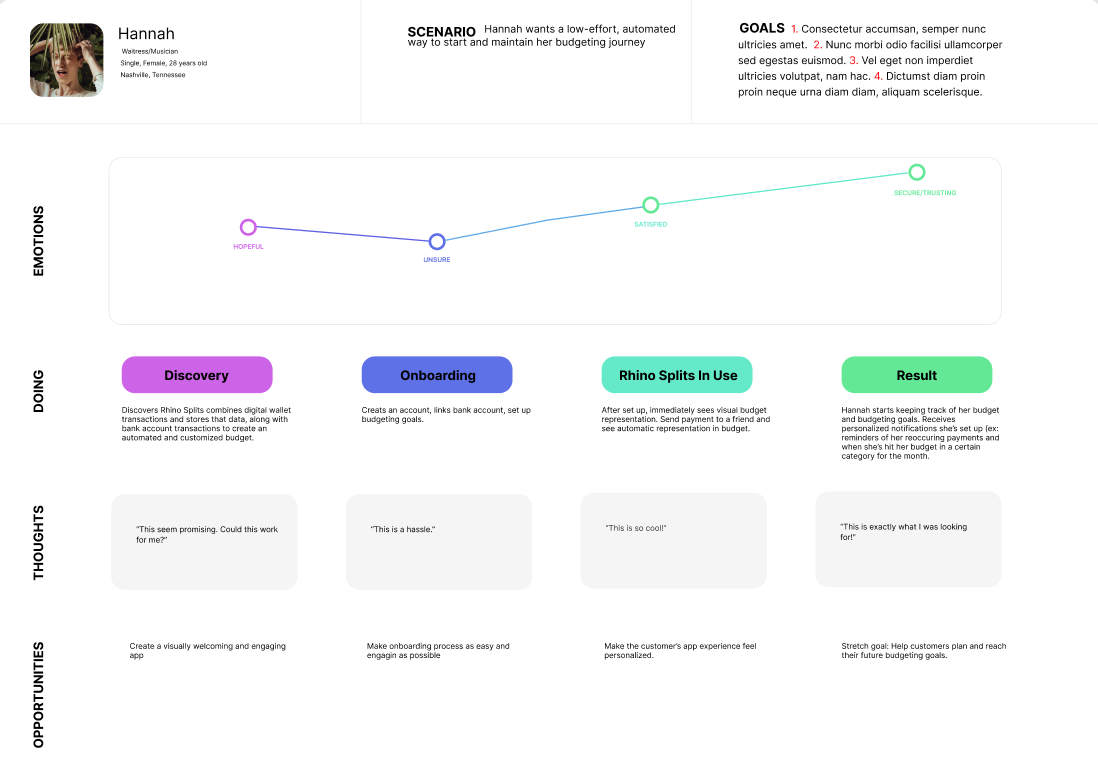 Hannah
Waitress/Musician
Single, Female, 28 years old
Nashville, Tennessee
SCENARIO Hannah wants a low-effort, automated
way to start and maintain her budgeting journey
GOALS 1. Consectetur accumsan, semper nunc
ultricies amet. 2. Nunc morbi odio facilisi ullamcorper
sed egestas euismod. 3. Vel eget non imperdiet
ultricies volutpat, nam hac. 4. Dictumst diam proin
proin neque urna diam diam, aliquam scelerisque.
EMOTIONS
HOPEFUL
UNSURE
SATISFIED
SECURE/TRUSTING
DOING
Discovery
Discovers Rhino Splits combines digital wallet
transactions and stores that data, along with
bank account transactions to create an
automated and customized budget.
Onboarding
Creats an account, links bank account, set up
budgeting goals.
Rhino Splits In Use
After set up, immediately sees visual budget
representation. Send payment to a friend and
see automatic representation in budget.
Result
Hannah starts keeping track of her budget
and budgeting goals. Receives
personalized notifications she's set up (ex:
reminders of her reoccuring payments and
when she's hit her budget in a certain
category for the month.
THOUGHTS
"This seem promising. Could this work
for me?"
"This is a hassle."
"This is so cool!"
"This is exactly what I was looking
for!"
OPPORTUNITIES
Create a visually welcoming and engaging
app
Make onboarding process as easy and
engagin as possible
Make the customer's app experience feel
personalized.
Stretch goal: Help customers plan and reach
their future budgeting goals.